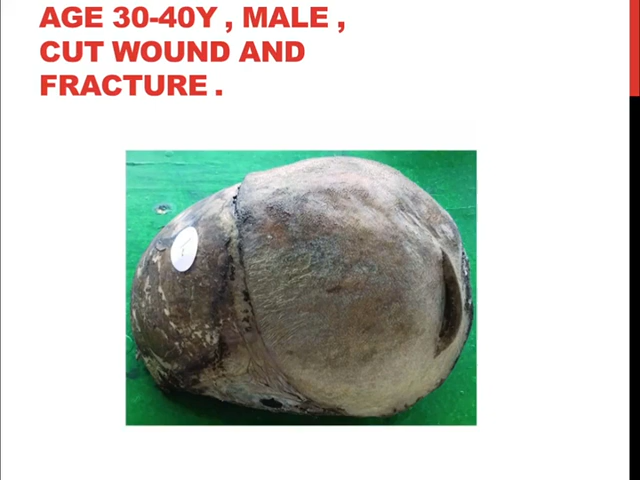 AGE 30-40Y , MALE ,
CUT WOUND AND
FRACTURE .